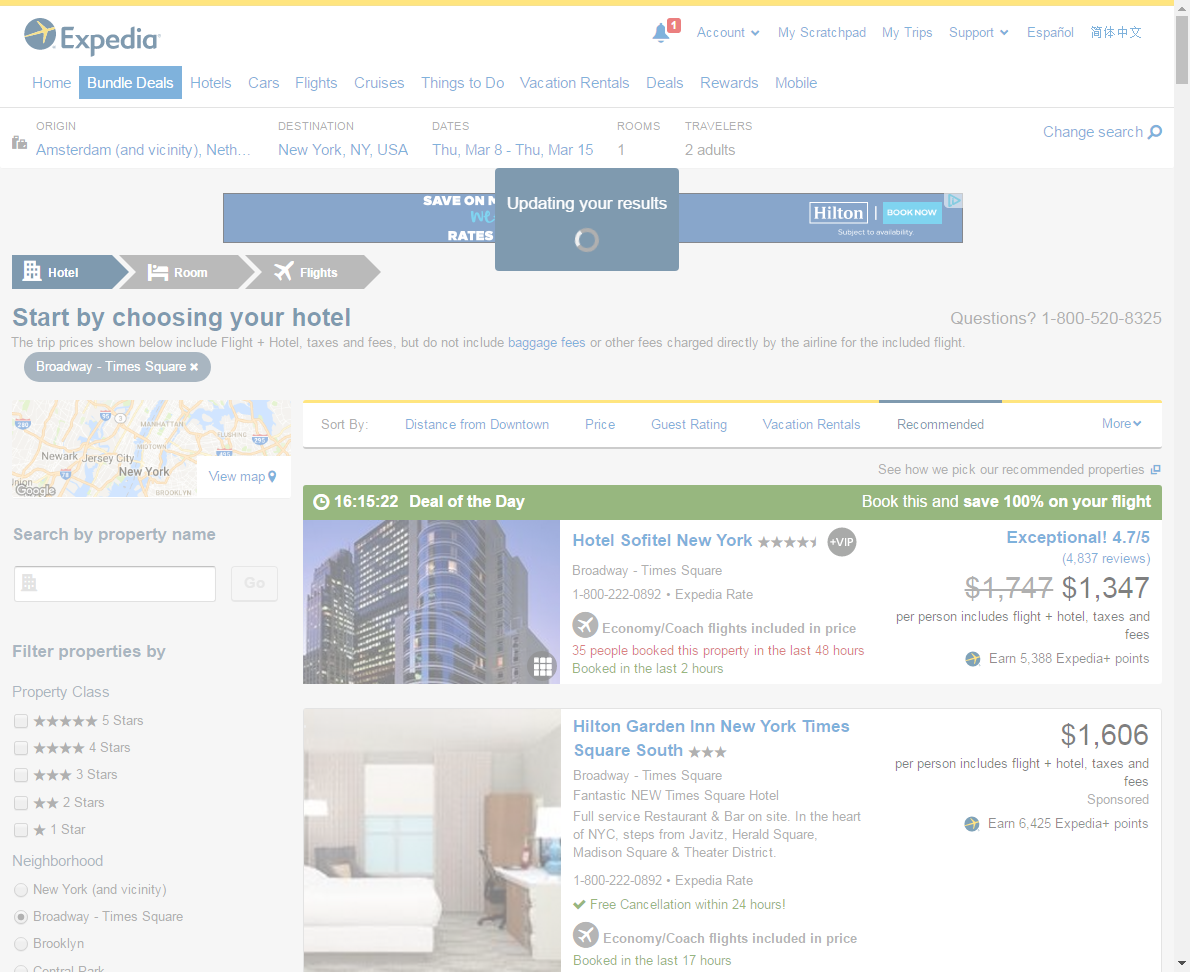 Expedia
1
Account
My Scratchpad
My Trips
Support
Español
简体中文
Home
Bundle Deals
Hotels
Cars
Flights
Cruises
Things to Do
Vacation Rentals
Deals
Rewards
Mobile
ORIGIN
Amsterdam (and vicinity), Neth...
DESTINATION
New York, NY, USA
DATES
Thu, Mar 8 - Thu, Mar 15
ROOMS
1
TRAVELERS
2 adults
Change search
SAVE ON
RATES
Updating your results
Hilton
BOOK NOW
Subject to availability
Hotel
Room
Flights
Start by choosing your hotel
Questions? 1-800-520-8325
The trip prices shown below include Flight + Hotel, taxes and fees, but do not include baggage fees or other fees charged directly by the airline for the included flight.
Broadway - Times Square ×
MANHATTAN
FLUSHING
MIDTOWN
Newark
Jersey City
New York
BROOKLYN
Google
280
95
1
295
78
View map
Sort By:
Distance from Downtown
Price
Guest Rating
Vacation Rentals
Recommended
More
See how we pick our recommended properties
Search by property name
Go
Filter properties by
Property Class
5 Stars
4 Stars
3 Stars
2 Stars
1 Star
Neighborhood
New York (and vicinity)
Broadway - Times Square
Brooklyn
Central Park
16:15:22 Deal of the Day
Book this and save 100% on your flight
Hotel Sofitel New York
+VIP
Broadway - Times Square
1-800-222-0892 • Expedia Rate
Economy/Coach flights included in price
35 people booked this property in the last 48 hours
Booked in the last 2 hours
Exceptional! 4.7/5
(4,837 reviews)
$1,747 $1,347
per person includes flight + hotel, taxes and
fees
Earn 5,388 Expedia+ points
Hilton Garden Inn New York Times
Square South
Broadway - Times Square
Fantastic NEW Times Square Hotel
Full service Restaurant & Bar on site. In the heart
of NYC, steps from Javitz, Herald Square,
Madison Square & Theater District.
1-800-222-0892 • Expedia Rate
Free Cancellation within 24 hours!
Economy/Coach flights included in price
Booked in the last 17 hours
$1,606
per person includes flight + hotel, taxes and
fees
Sponsored
Earn 6,425 Expedia+ points